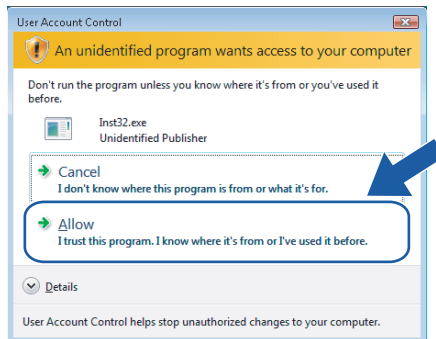 User Account Control
An unidentified program wants access to your computer
Don't run the program unless you know where it's from or you've used it
before.
Inst32.exe
Unidentified Publisher
Cancel
I don't know where this program is from or what it's for.
Allow
I trust this program. I know where it's from or I've used it before.
Details
User Account Control helps stop unauthorized changes to your computer.